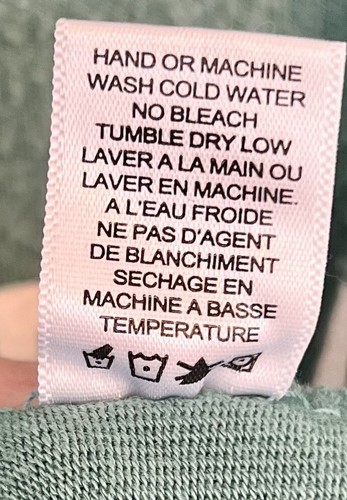 HAND OR MACHINE
WASH COLD WATER
NO BLEACH
TUMBLE DRY LOW
LAVER A LA MAIN OU
LAVER EN MACHINE.
A L'EAU FROIDE
NE PAS D'AGENT
DE BLANCHIMENT
SECHAGE EN
MACHINE A BASSE
TEMPERATURE